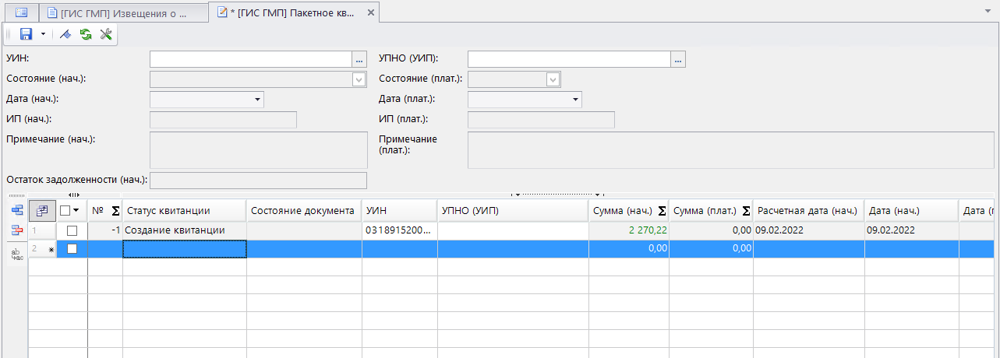 [ГИС ГМП] Извещения о ...
* [ГИС ГМП] Пакетное кв...
УИН:
...
УПНО (УИП):
...
Состояние (нач.):
Состояние (плат.):
Дата (нач.):
Дата (плат.):
ИП (нач.):
ИП (плат.):
Примечание (нач.):
Примечание
(плат.):
Остаток задолженности (нач.):
№ Σ Статус квитанции Состояние документа УИН УПНО (УИП) Сумма (нач.) Σ Сумма (плат.) Σ Расчетная дата (нач.) Дата (нач.) Дата (г
1 -1 Создание квитанции 0318915200... 2 270,22 0,00 09.02.2022 09.02.2022
2 * 0,00 0,00
ab
ac